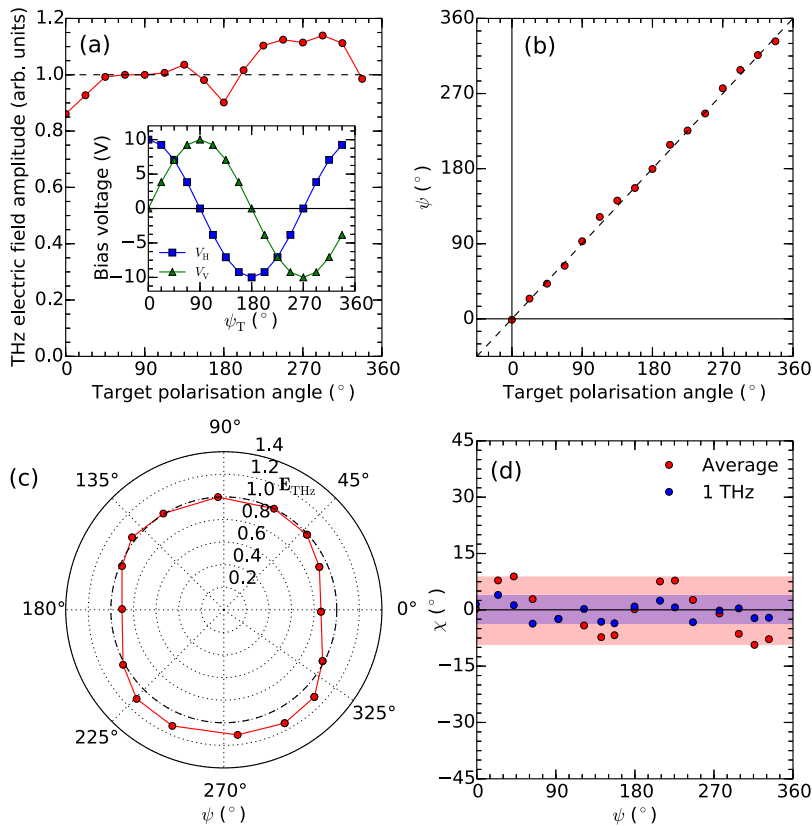 (a)
THz electric field amplitude (arb. units)
1.2
1.0
0.8
0.6
0.4
0.2
0.0
0 90 180 270 360
Target polarisation angle (°)
Bias voltage (V)
10
5
0
−5
−10
V_H
V_V
0 90 180 270 360
ψ_T (°)
(b)
ψ (°)
360
270
180
90
0
0 90 180 270 360
Target polarisation angle (°)
(c)
90°
135°
45°
180°
0°
225°
325°
270°
1.4
1.2
1.0
0.8
0.6
0.4
0.2
E_THz
ψ (°)
(d)
χ (°)
45
30
15
0
−15
−30
−45
Average
1 THz
0 90 180 270 360
ψ (°)